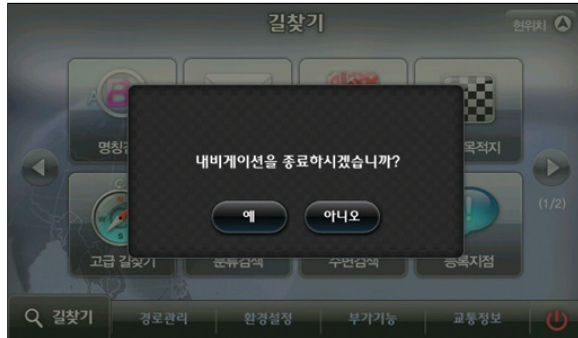 길찾기
현위치
명칭
목적지
내비게이션을 종료하시겠습니까?
예
아니오
(1/2)
고급 길찾기
분류검색
주변검색
등록지점
길찾기
경로관리
환경설정
부가기능
교통정보